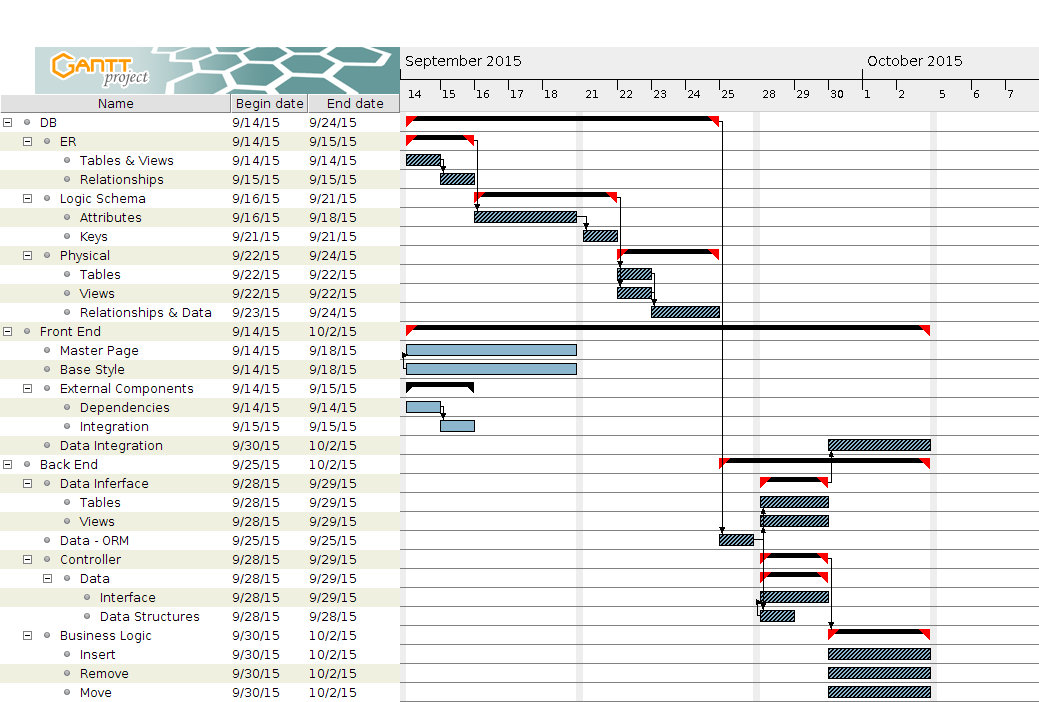 GANTT
project
September 2015
October 2015
14 15 16 17 18 21 22 23 24 25 28 29 30 1 2 5 6 7
Name Begin date End date
DB 9/14/15 9/24/15
ER 9/14/15 9/15/15
Tables & Views 9/14/15 9/14/15
Relationships 9/15/15 9/15/15
Logic Schema 9/16/15 9/21/15
Attributes 9/16/15 9/18/15
Keys 9/21/15 9/21/15
Physical 9/22/15 9/24/15
Tables 9/22/15 9/22/15
Views 9/22/15 9/22/15
Relationships & Data 9/23/15 9/24/15
Front End 9/14/15 10/2/15
Master Page 9/14/15 9/18/15
Base Style 9/14/15 9/18/15
External Components 9/14/15 9/15/15
Dependencies 9/14/15 9/14/15
Integration 9/15/15 9/15/15
Data Integration 9/30/15 10/2/15
Back End 9/25/15 10/2/15
Data Inferface 9/28/15 9/29/15
Tables 9/28/15 9/29/15
Views 9/28/15 9/29/15
Data - ORM 9/25/15 9/25/15
Controller 9/28/15 9/29/15
Data 9/28/15 9/29/15
Interface 9/28/15 9/29/15
Data Structures 9/28/15 9/28/15
Business Logic 9/30/15 10/2/15
Insert 9/30/15 10/2/15
Remove 9/30/15 10/2/15
Move 9/30/15 10/2/15